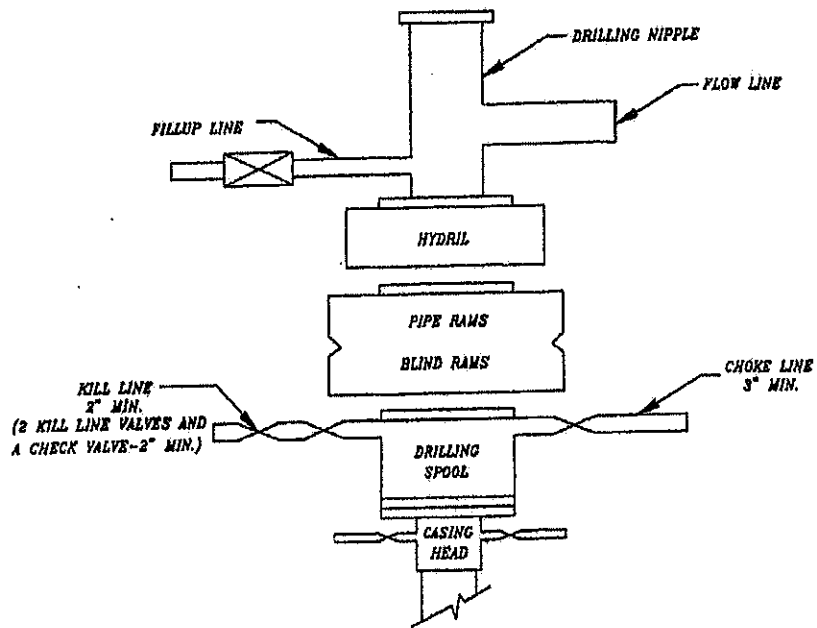 DRILLING NIPPLE
FLOW LINE
FILLUP LINE
HYDRIL
PIPE RAMS
BLIND RAMS
CHOKE LINE
3" MIN.
KILL LINE
2" MIN.
(2 KILL LINE VALVES AND
A CHECK VALVE-2" MIN.)
DRILLING
SPOOL
CASING
HEAD